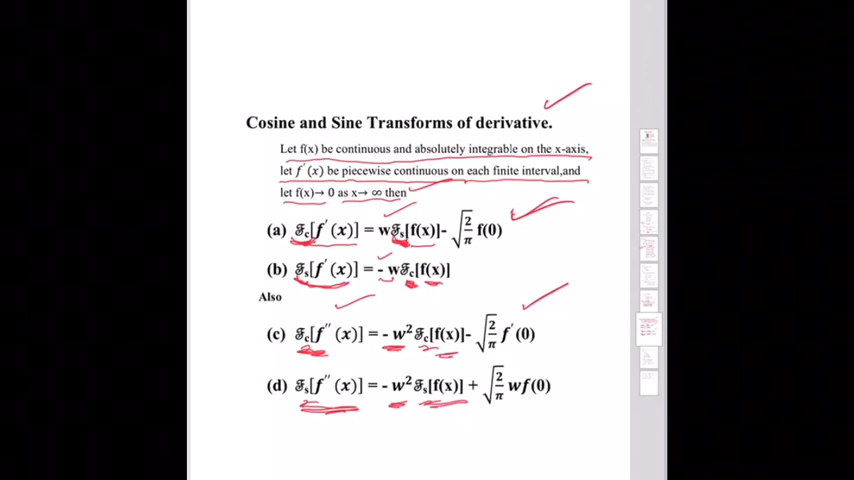 Cosine and Sine Transforms of derivative.
Let f(x) be continuous and absolutely integrable on the x-axis,
let f′(x) be piecewise continuous on each finite interval,and
let f(x)→ 0 as x→ ∞ then
(a) 𝔉c[f′(x)] = w𝔉s[f(x)]- √(2/π) f(0)
(b) 𝔉s[f′(x)] = - w𝔉c[f(x)]
Also
(c) 𝔉c[f″(x)] = - w²𝔉c[f(x)]- √(2/π) f′(0)
(d) 𝔉s[f″(x)] = - w²𝔉s[f(x)] + √(2/π) wf(0)